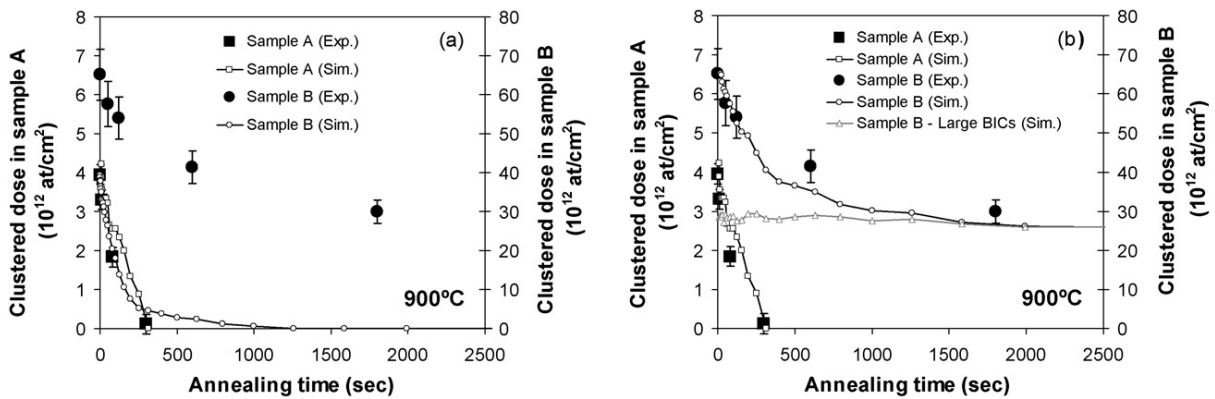 Clustered dose in sample A
(10¹² at/cm²)
8
7
6
5
4
3
2
1
0
Sample A (Exp.)
Sample A (Sim.)
Sample B (Exp.)
Sample B (Sim.)
(a)
900ºC
80
70
60
50
40
30
20
10
0
Clustered dose in sample B
(10¹² at/cm²)
0 500 1000 1500 2000 2500
Annealing time (sec)
Clustered dose in sample A
(10¹² at/cm²)
8
7
6
5
4
3
2
1
0
Sample A (Exp.)
Sample A (Sim.)
Sample B (Exp.)
Sample B (Sim.)
Sample B - Large BICs (Sim.)
(b)
900ºC
80
70
60
50
40
30
20
10
0
Clustered dose in sample B
(10¹² at/cm²)
0 500 1000 1500 2000 2500
Annealing time (sec)